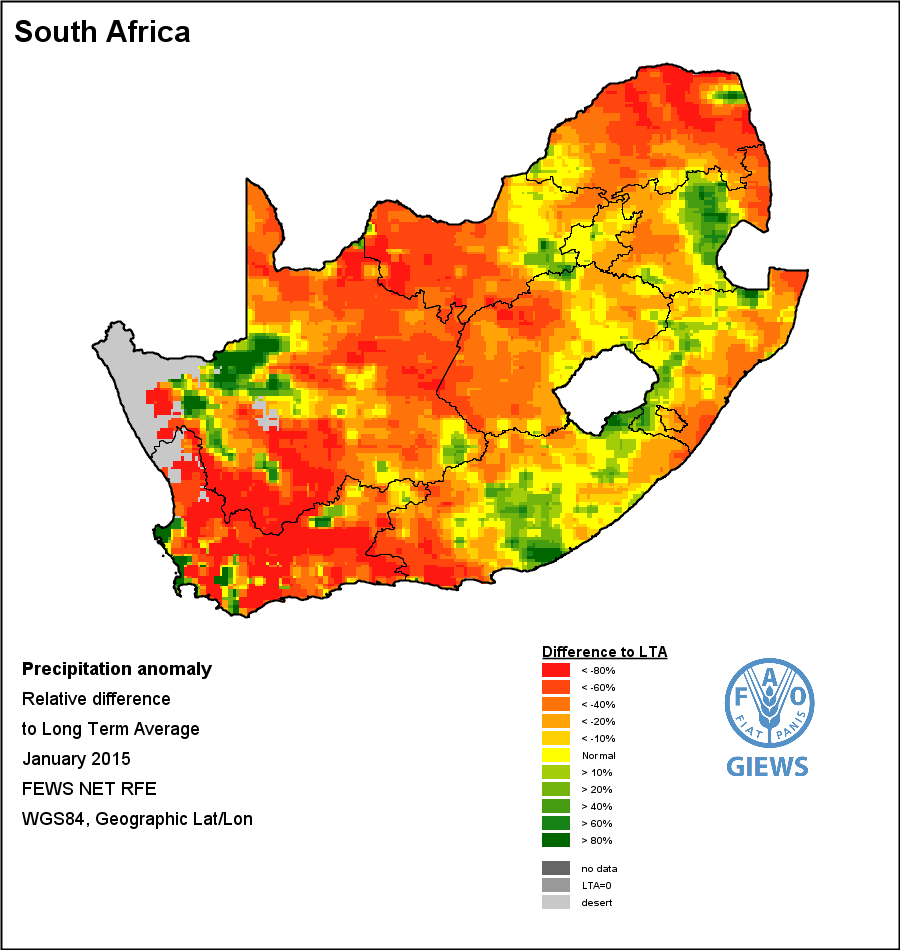 South Africa
Precipitation anomaly
Relative difference
to Long Term Average
January 2015
FEWS NET RFE
WGS84, Geographic Lat/Lon
Difference to LTA
< -80%
< -60%
< -40%
< -20%
< -10%
Normal
> 10%
> 20%
> 40%
> 60%
> 80%
no data
LTA=0
desert
F A O
FIAT PANIS
GIEWS